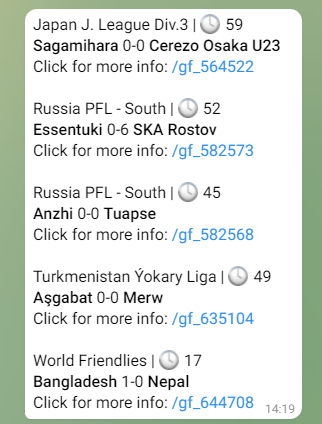 Japan J. League Div.3 | 🕓 59
Sagamihara 0-0 Cerezo Osaka U23
Click for more info: /gf_564522
Russia PFL - South | 🕓 52
Essentuki 0-6 SKA Rostov
Click for more info: /gf_582573
Russia PFL - South | 🕓 45
Anzhi 0-0 Tuapse
Click for more info: /gf_582568
Turkmenistan Ýokary Liga | 🕓 49
Aşgabat 0-0 Merw
Click for more info: /gf_635104
World Friendlies | 🕓 17
Bangladesh 1-0 Nepal
Click for more info: /gf_644708
14:19